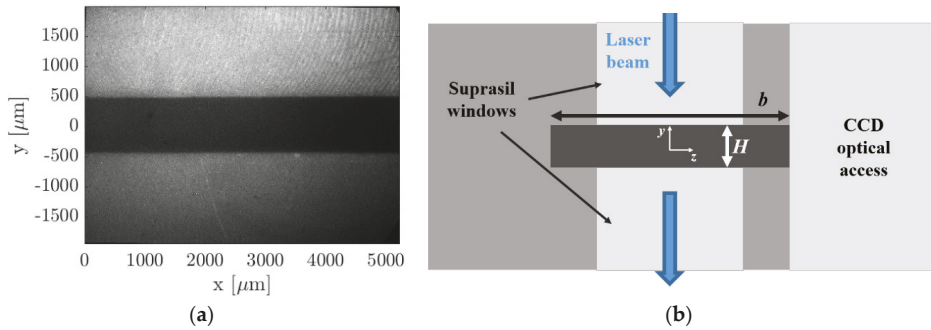 1500
1000
500
0
-500
-1000
-1500
y [μm]
0
1000
2000
3000
4000
5000
x [μm]
(a)
Laser
beam
Suprasil
windows
b
y
z
H
CCD
optical
access
(b)